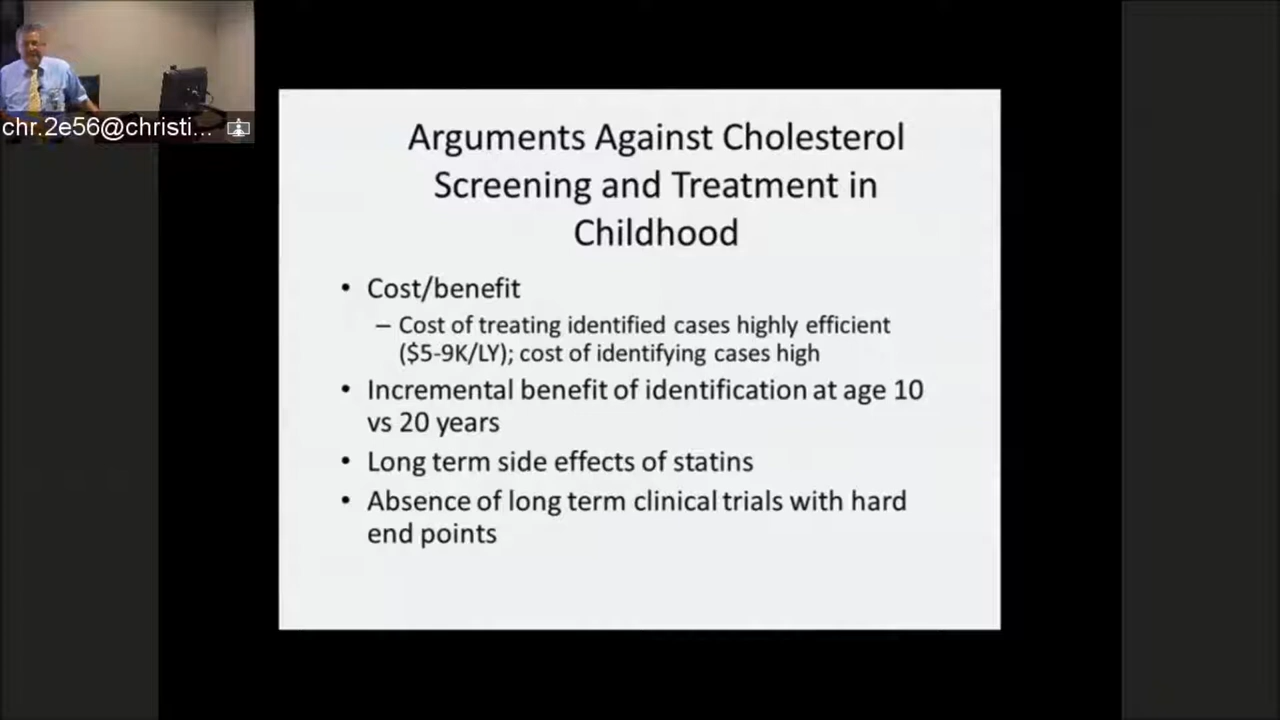 chr.2e56@christi...
Arguments Against Cholesterol
Screening and Treatment in
Childhood
• Cost/benefit
– Cost of treating identified cases highly efficient
($5-9K/LY); cost of identifying cases high
• Incremental benefit of identification at age 10
vs 20 years
• Long term side effects of statins
• Absence of long term clinical trials with hard
end points